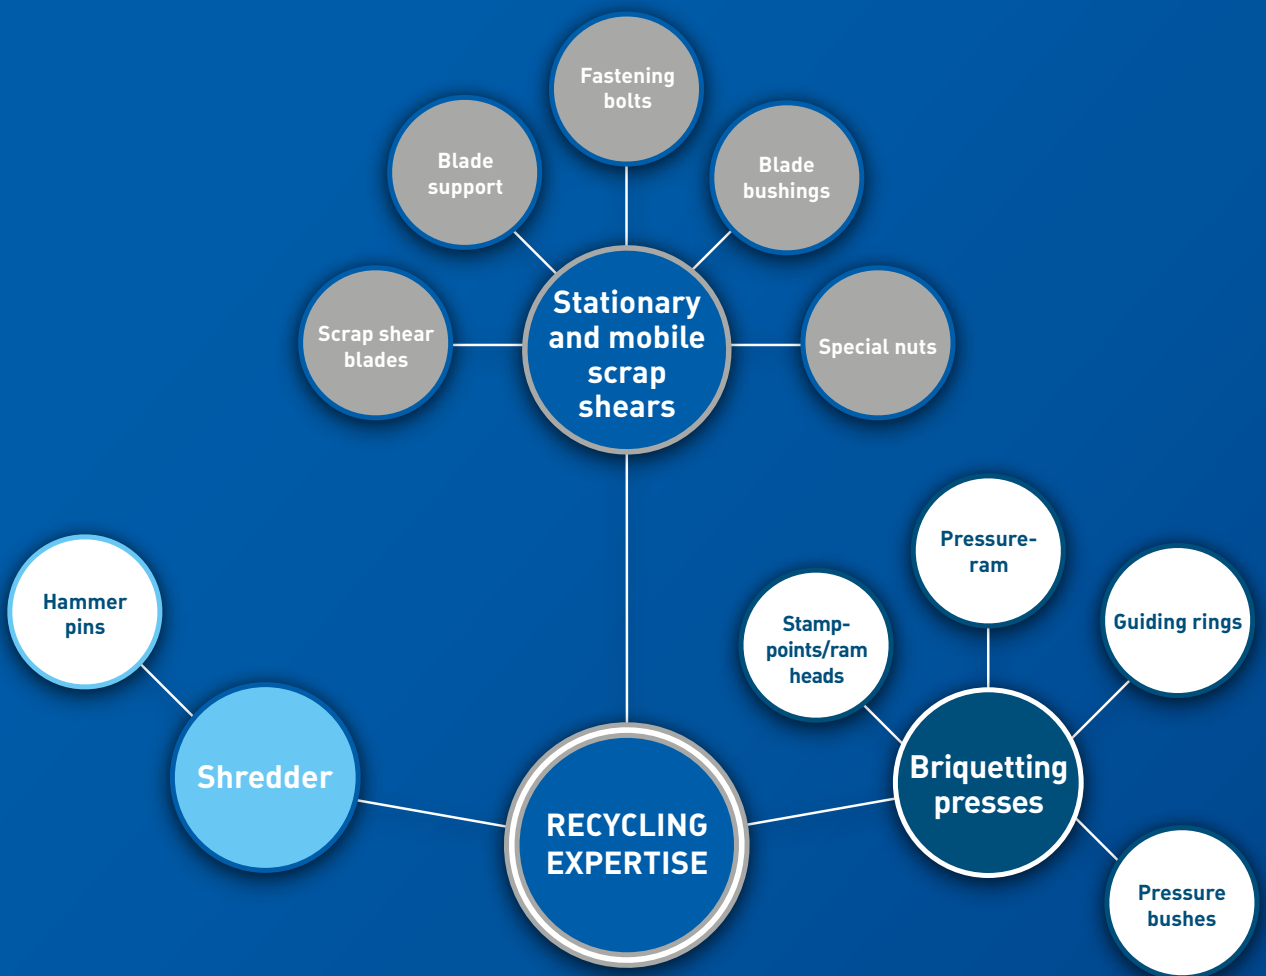 Fastening
bolts
Blade
support
Blade
bushings
Scrap shear
blades
Stationary
and mobile
scrap
shears
Special nuts
Pressure-
ram
Hammer
pins
Stamp-
points/ram
heads
Guiding rings
Shredder
Briquetting
presses
RECYCLING
EXPERTISE
Pressure
bushes